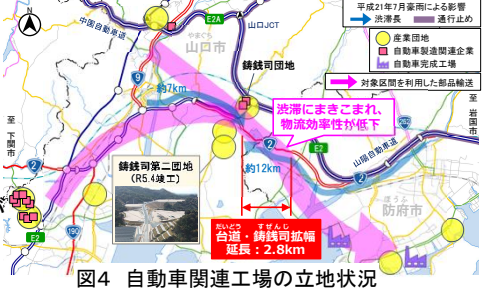 平成21年7月豪雨による影響
渋滞長
通行止め
産業団地
自動車製造関連企業
自動車完成工場
対象区間を利用した部品輸送
中国自動車道
E2A
山口JCT
やまぐち
山口市
9
鋳銭司団地
約7km
渋滞にまきこまれ、
物流効率性が低下
262
至 岩国市
至 下関市
2
2
2
山陽自動車道
鋳銭司第二団地
(R5.4竣工)
約12km
ほうふ
防府市
だいどう すぜんじ
台道・鋳銭司拡幅
延長:2.8km
E2
190
図4 自動車関連工場の立地状況